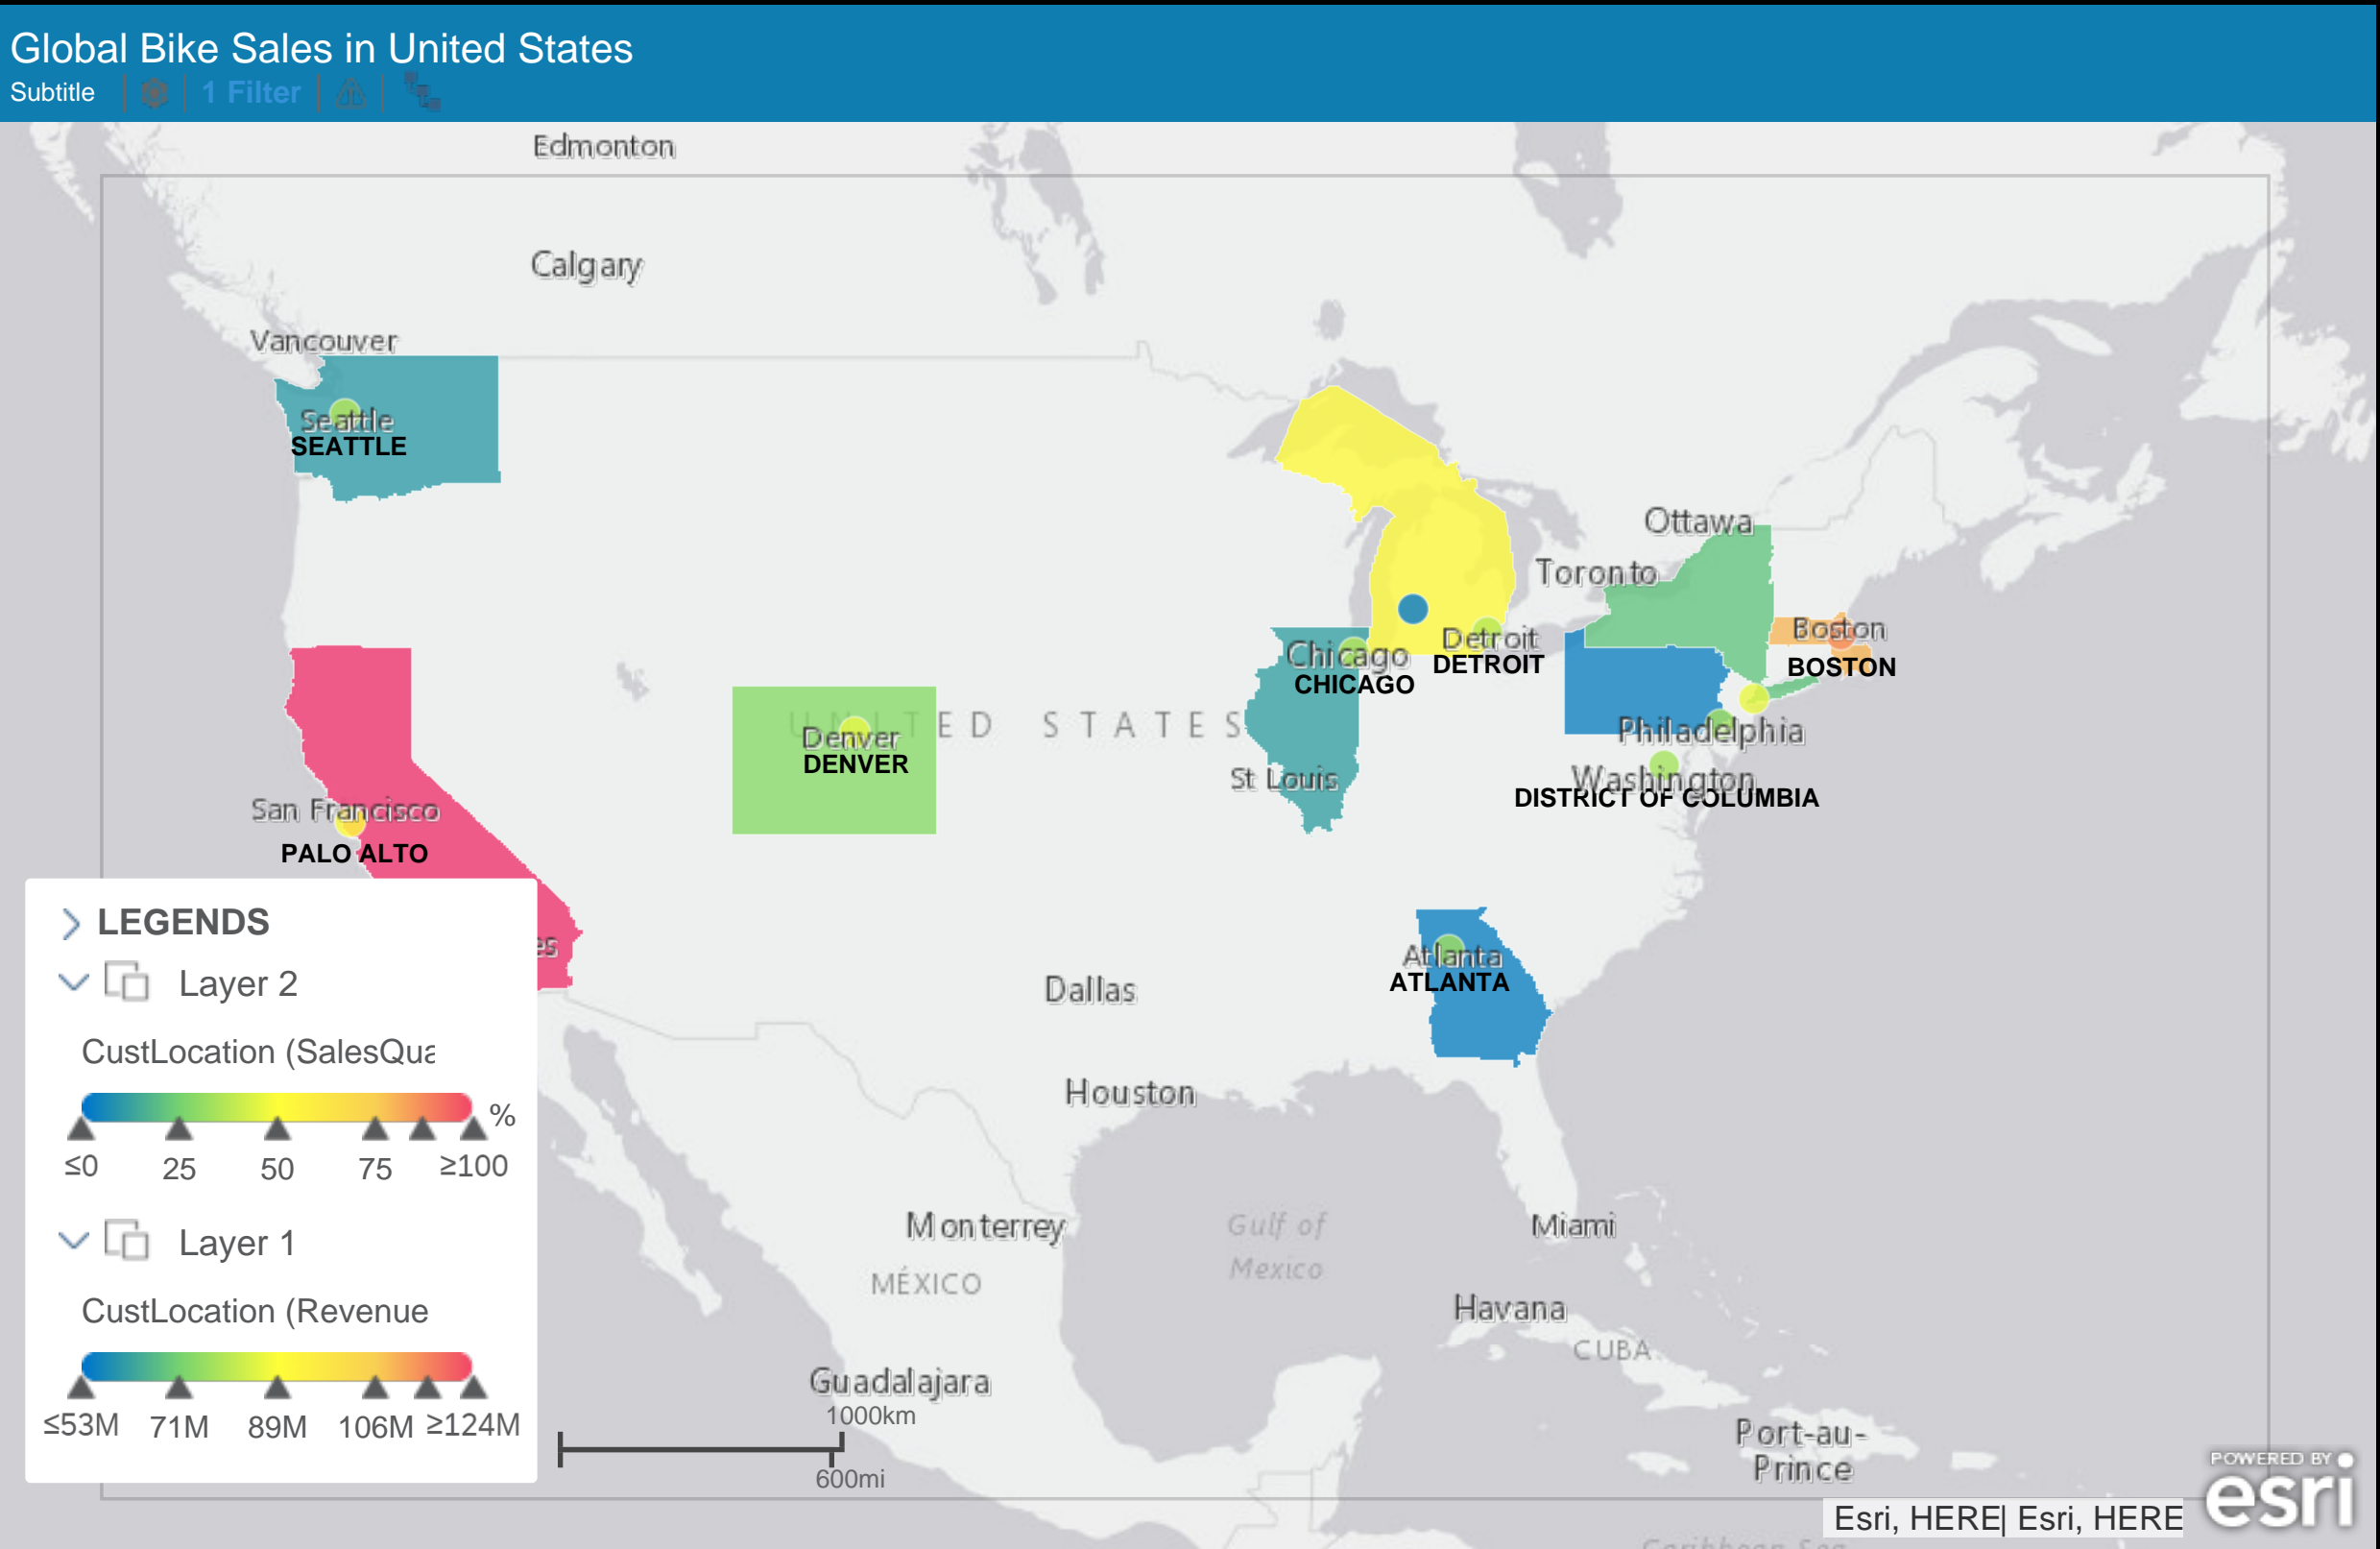 Global Bike Sales in United States
Subtitle
1 Filter
Edmonton
Calgary
Vancouver
Seattle
SEATTLE
Ottawa
Toronto
Boston
BOSTON
Detroit
DETROIT
Chicago
CHICAGO
UNITED STATES
Denver
DENVER
Philadelphia
St Louis
Washington
DISTRICT OF COLUMBIA
San Francisco
PALO ALTO
es
Atlanta
ATLANTA
Dallas
Houston
LEGENDS
Layer 2
CustLocation (SalesQua
%
≤0 25 50 75 ≥100
Layer 1
CustLocation (Revenue
≤53M 71M 89M 106M ≥124M
Monterrey
MÉXICO
Gulf of
Mexico
Miami
Havana
CUBA
Guadalajara
1000km
600mi
Port-au-
Prince
POWERED BY
esri
Esri, HERE| Esri, HERE
Caribbean Sea